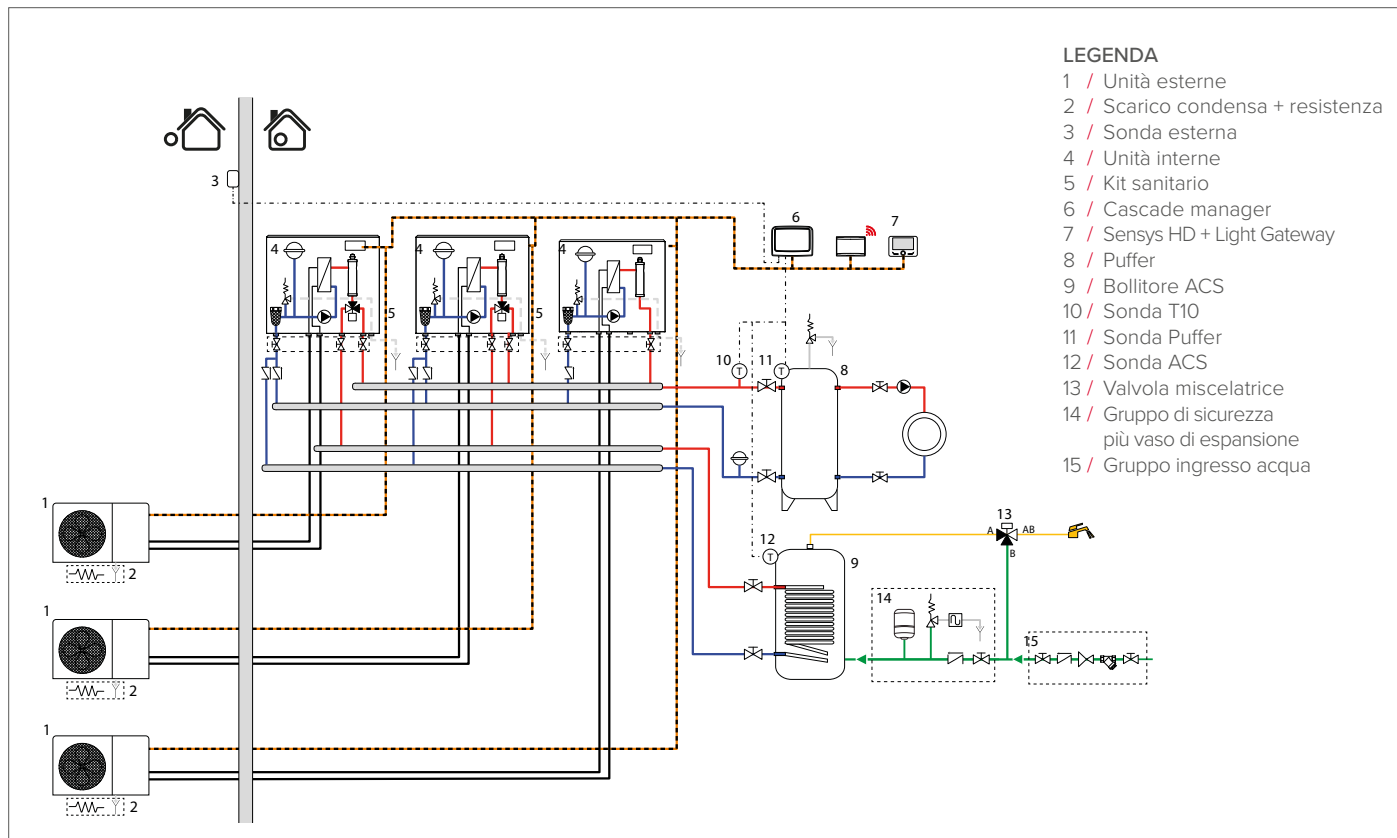 LEGENDA
1 / Unità esterne
2 / Scarico condensa + resistenza
3 / Sonda esterna
4 / Unità interne
5 / Kit sanitario
6 / Cascade manager
7 / Sensys HD + Light Gateway
8 / Puffer
9 / Bollitore ACS
10 / Sonda T10
11 / Sonda Puffer
12 / Sonda ACS
13 / Valvola miscelatrice
14 / Gruppo di sicurezza
più vaso di espansione
15 / Gruppo ingresso acqua
3
6
7
4
4
4
5
5
10
T
11
T
8
1
2
1
2
1
2
12
T
9
13
A
AB
B
14
15